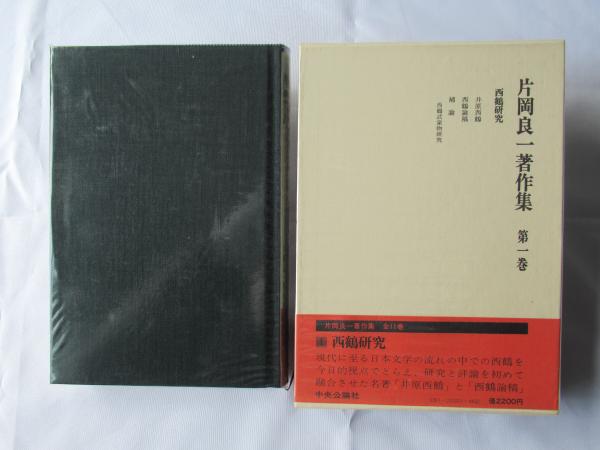 片岡良一著作集 第一巻
西鶴研究
井原西鶴
西鶴論稿
補論
西鶴武家物研究
片岡良一著作集 全11巻
西鶴研究
現代に至る日本文学の流れの中での西鶴を
今日的視点でとらえ、研究と評論を初めて
融合させた名著「井原西鶴」と「西鶴論稿」
中央公論社
価2200円